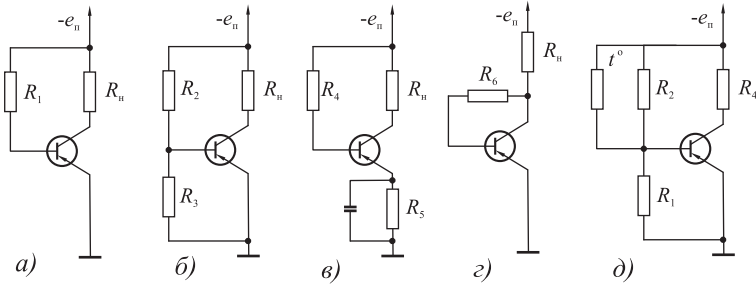 -eп -eп -eп -eп -eп
R1 Rн R2 Rн R4 Rн R6 Rн t° R2 R4
R3 R5 R1
а) б) в) г) д)